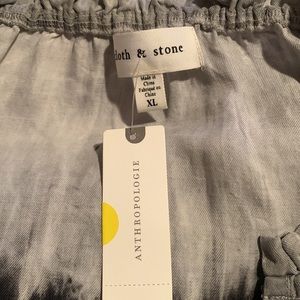 cloth & stone
Made in
China
Fabriqué en
Chine
XL
ANTHROPOLOGIE